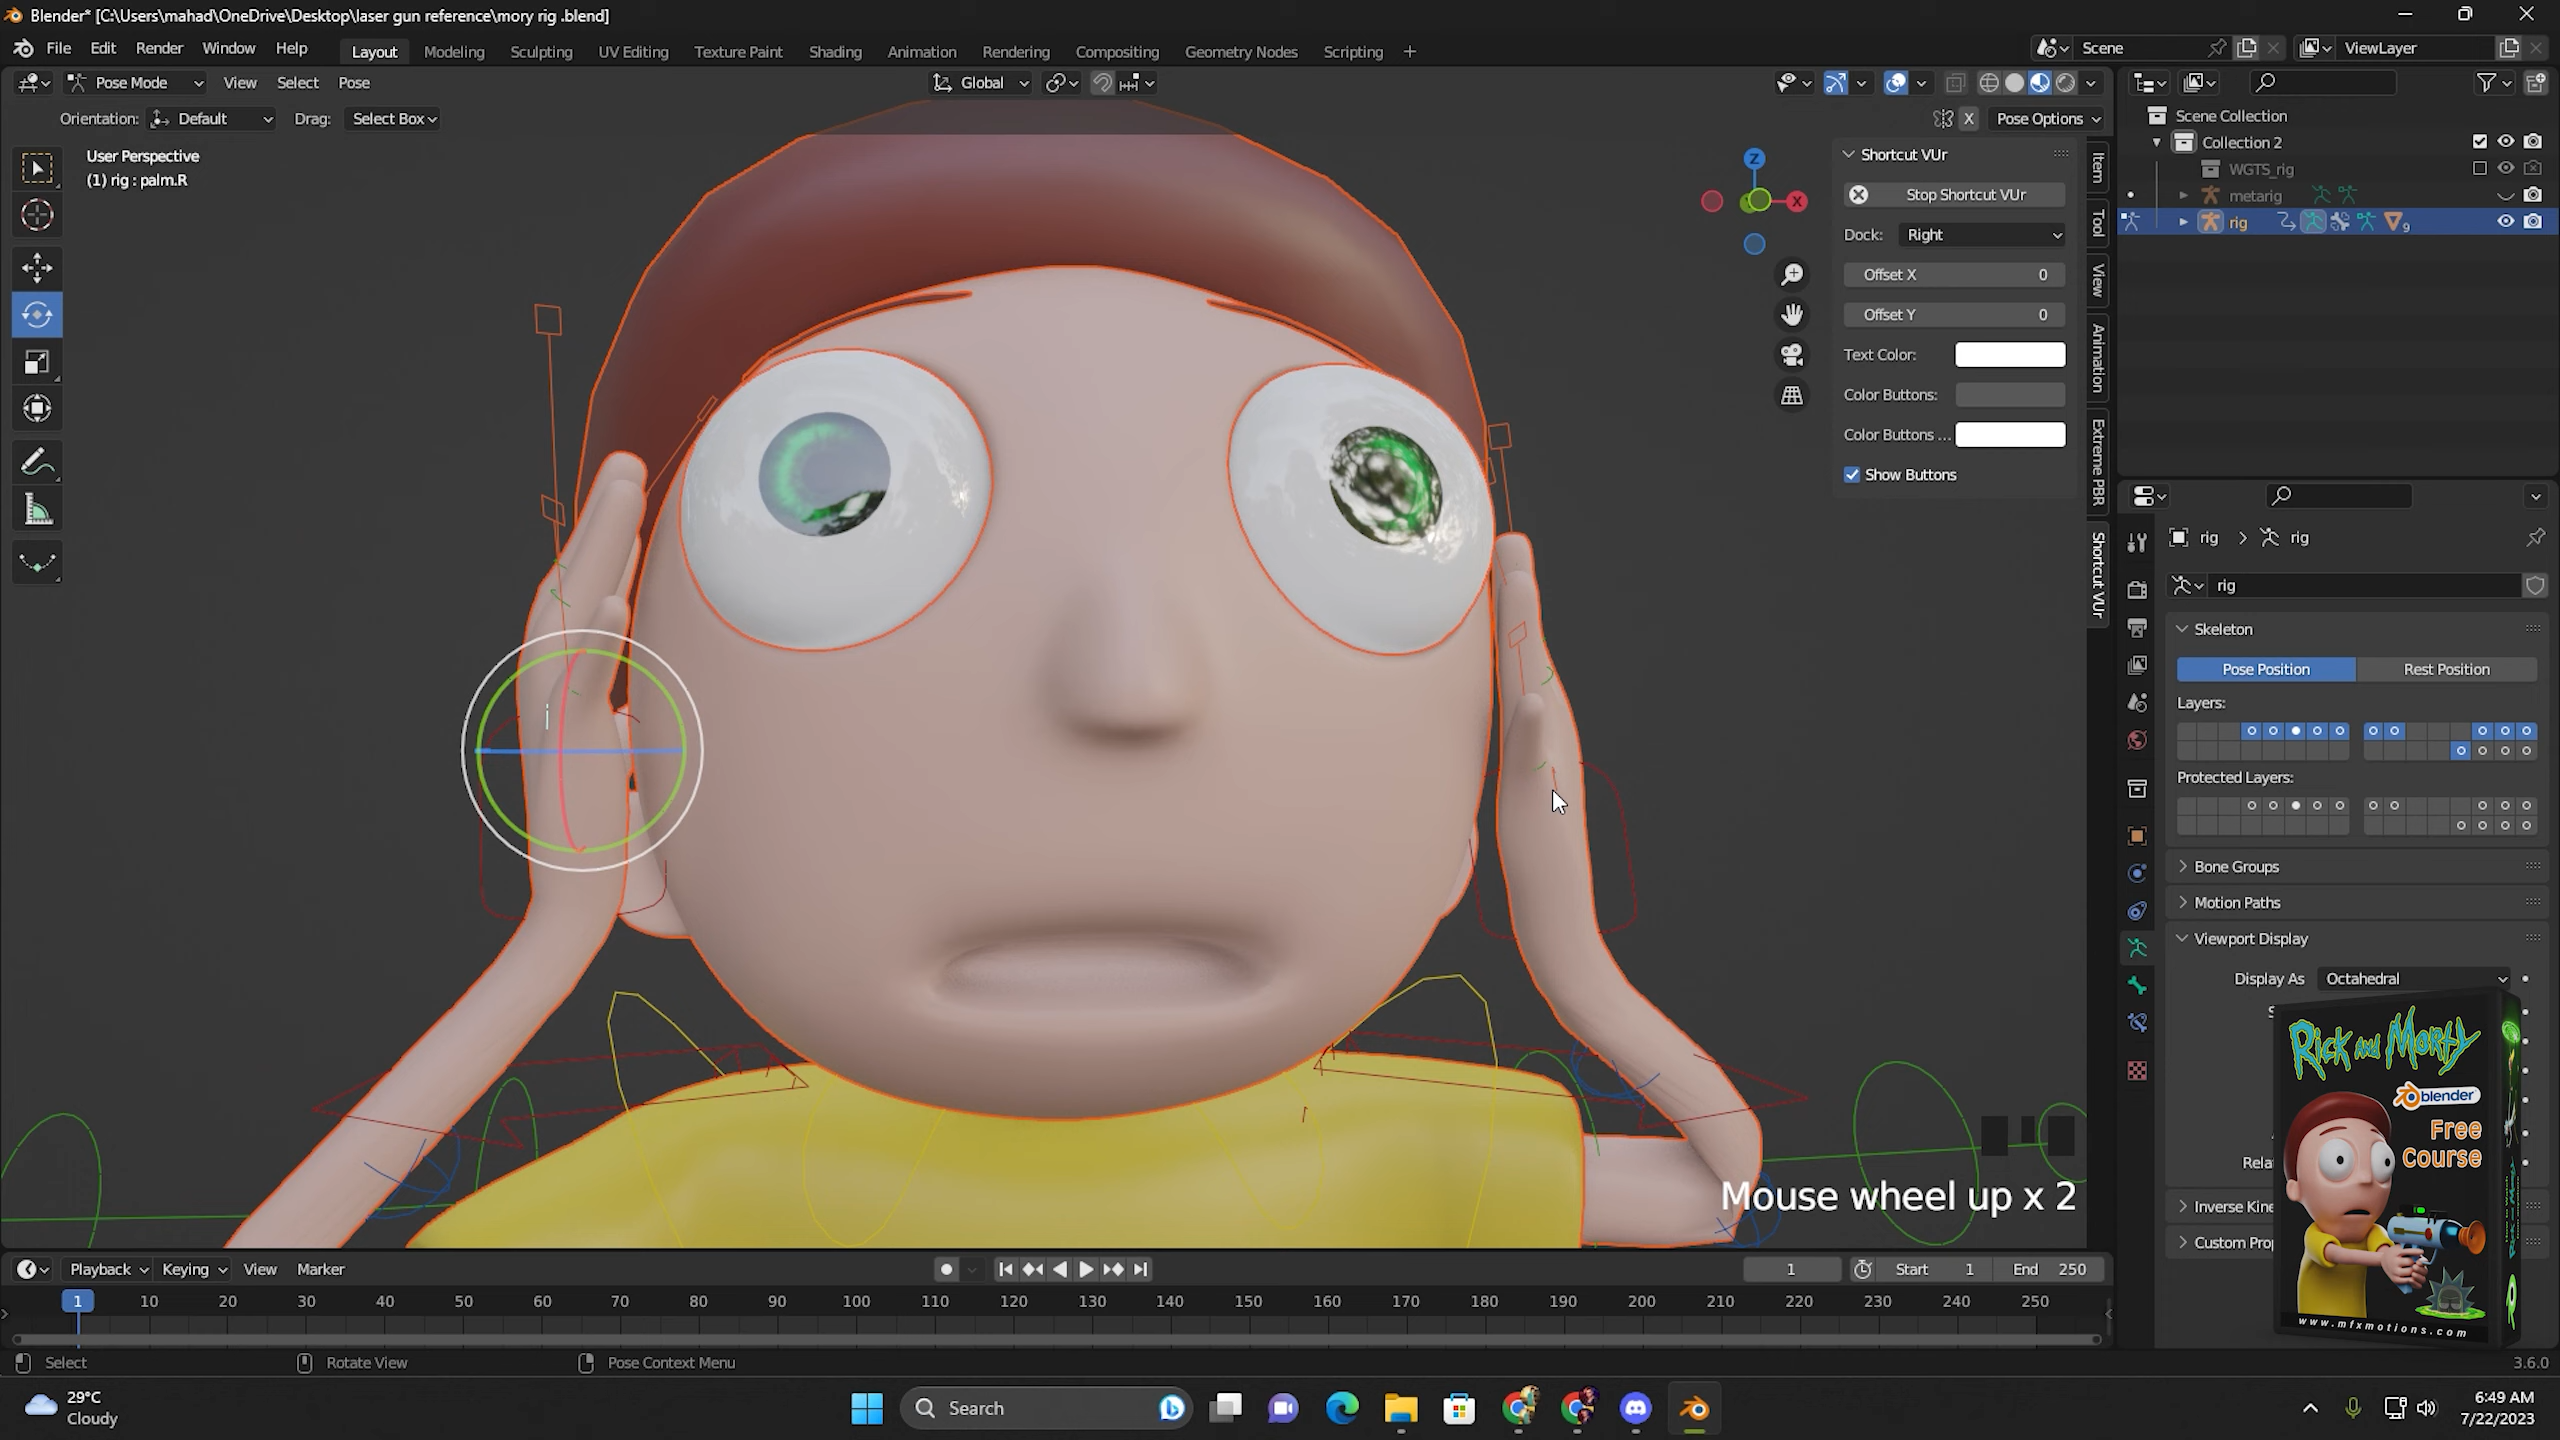 Blender* [C:\Users\mahad\OneDrive\Desktop\laser gun reference\mory rig .blend]
File Edit Render Window Help
Layout Modeling Sculpting UV Editing Texture Paint Shading Animation Rendering Compositing Geometry Nodes Scripting +
Scene
ViewLayer
Pose Mode View Select Pose
Global
Orientation: Default Drag: Select Box
X Pose Options
User Perspective
(1) rig : palm.R
Z
X
Shortcut VUr
Stop Shortcut VUr
Dock: Right
Offset X 0
Offset Y 0
Text Color:
Color Buttons:
Color Buttons ...
Show Buttons
Item
Tool
View
Animation
Extreme PBR
Shortcut VUr
Scene Collection
Collection 2
WGTS_rig
metarig
rig 9
rig > rig
rig
Skeleton
Pose Position Rest Position
Layers:
Protected Layers:
Bone Groups
Motion Paths
Viewport Display
Display As Octahedral
Rela
Inverse Kine
Custom Prop
Rick and Morty
blender
Free
Course
www.mfxmotions.com
Mouse wheel up x 2
Playback Keying View Marker
1 Start 1 End 250
1 10 20 30 40 50 60 70 80 90 100 110 120 130 140 150 160 170 180 190 200 210 220 230 240 250
Select Rotate View Pose Context Menu
3.6.0
29°C
Cloudy
Search
6:49 AM
7/22/2023